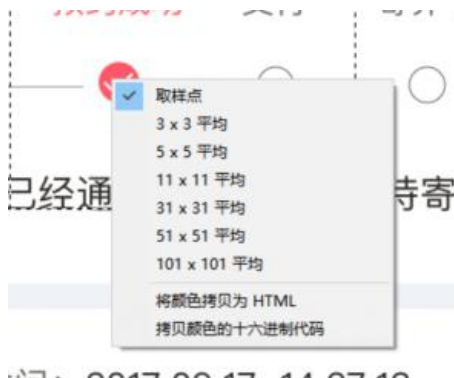 取样点
3 x 3 平均
5 x 5 平均
11 x 11 平均
31 x 31 平均
51 x 51 平均
101 x 101 平均
已经通
待寄
将颜色拷贝为 HTML
拷贝颜色的十六进制代码